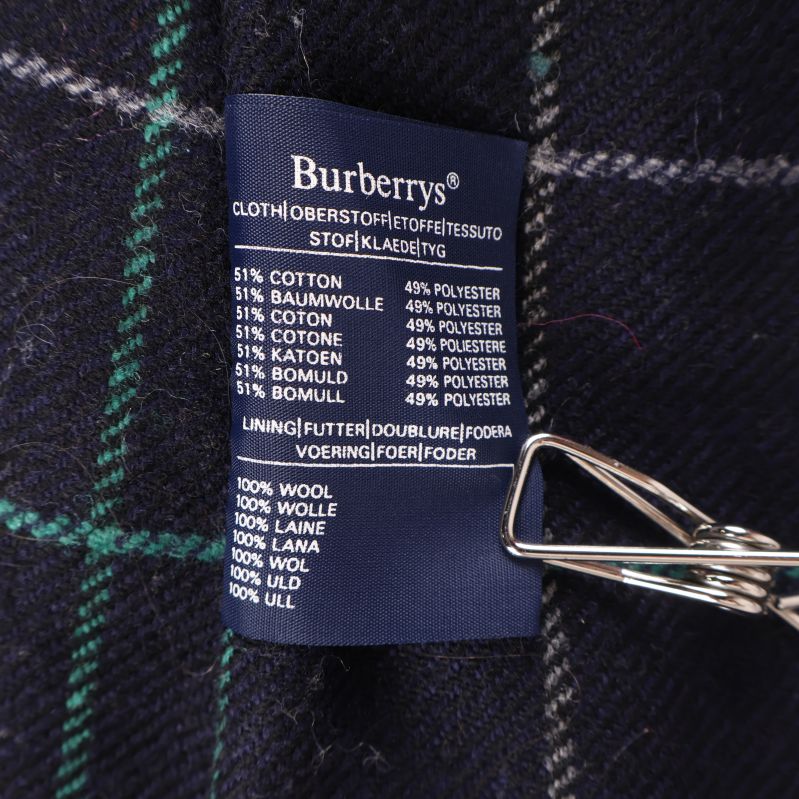 Burberrys®
CLOTH|OBERSTOFF|ETOFFE|TESSUTO
STOF|KLAEDE|TYG
51% COTTON 49% POLYESTER
51% BAUMWOLLE 49% POLYESTER
51% COTON 49% POLYESTER
51% COTONE 49% POLIESTERE
51% KATOEN 49% POLYESTER
51% BOMULD 49% POLYESTER
51% BOMULL 49% POLYESTER
LINING|FUTTER|DOUBLURE|FODERA
VOERING|FOER|FODER
100% WOOL
100% WOLLE
100% LAINE
100% LANA
100% WOL
100% ULD
100% ULL